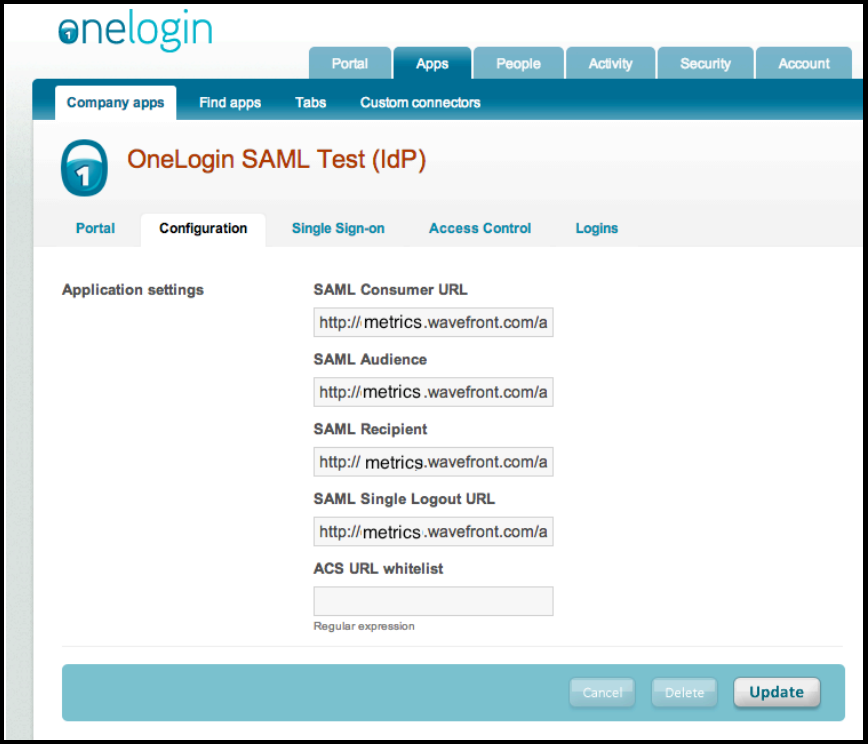 onelogin
Portal Apps People Activity Security Account
Company apps Find apps Tabs Custom connectors
1 OneLogin SAML Test (IdP)
Portal Configuration Single Sign-on Access Control Logins
Application settings
SAML Consumer URL
http://metrics.wavefront.com/a
SAML Audience
http://metrics.wavefront.com/a
SAML Recipient
http:// metrics.wavefront.com/a
SAML Single Logout URL
http://metrics.wavefront.com/a
ACS URL whitelist
Regular expression
Cancel Delete Update